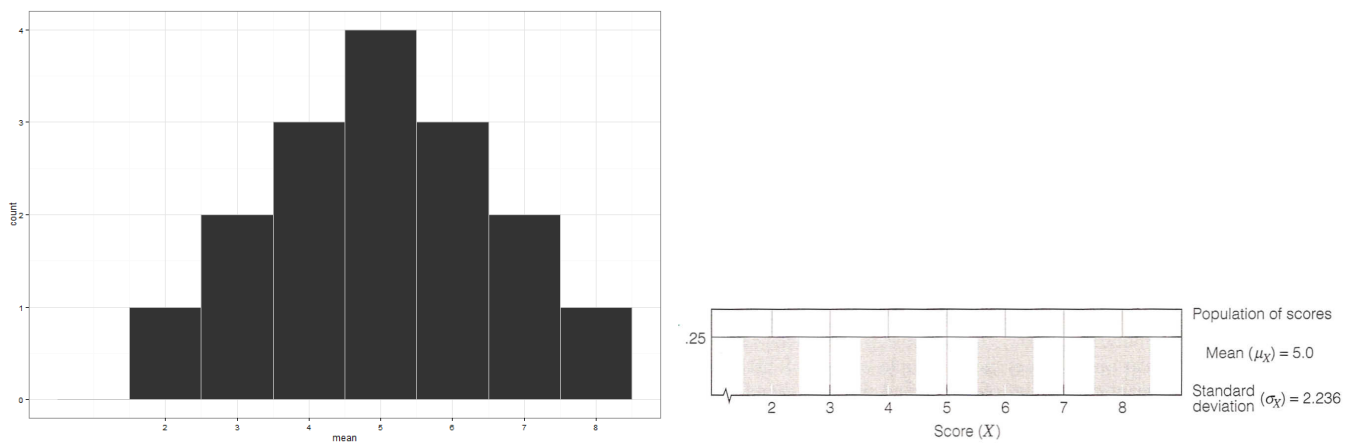 4
3
2
1
0
count
2 3 4 5 6 7 8
mean
.25
2 3 4 5 6 7 8
Score (X)
Population of scores
Mean (μX) = 5.0
Standard
deviation (σX) = 2.236